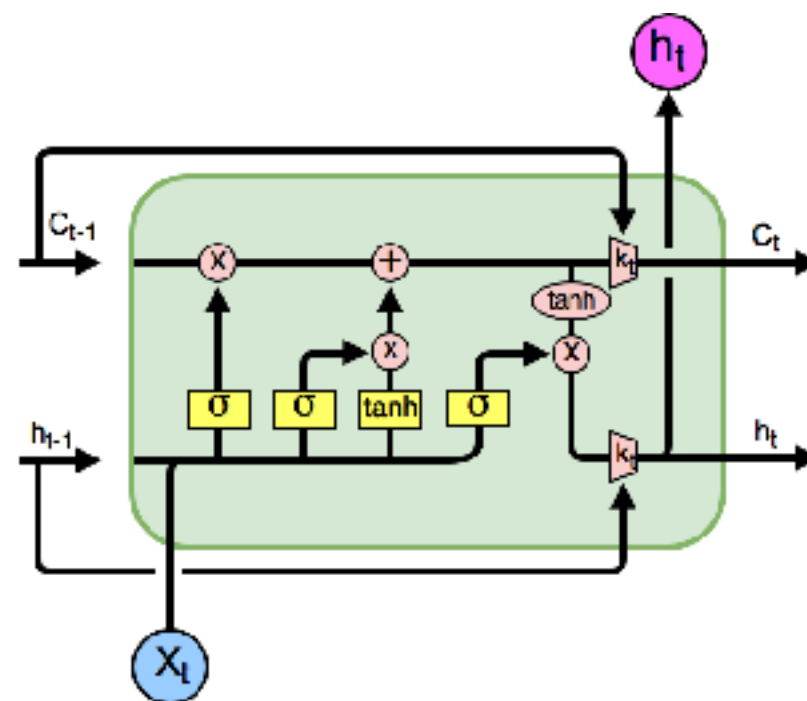 hₜ
Cₜ₋₁
x
+
kₜ
Cₜ
tanh
x
x
σ
σ
tanh
σ
hₜ₋₁
kₜ
hₜ
Xₜ